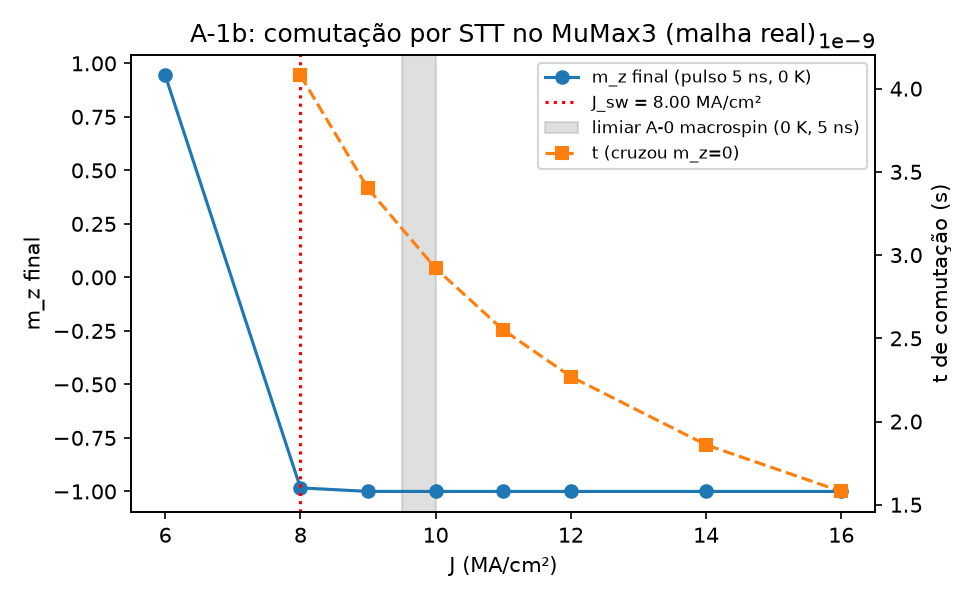 A-1b: comutação por STT no MuMax3 (malha real)
1e−9
m_z final (pulso 5 ns, 0 K)
J_sw = 8.00 MA/cm²
limiar A-0 macrospin (0 K, 5 ns)
t (cruzou m_z=0)
1.00
0.75
0.50
0.25
0.00
−0.25
−0.50
−0.75
−1.00
m_z final
4.0
3.5
3.0
2.5
2.0
1.5
t de comutação (s)
6 8 10 12 14 16
J (MA/cm²)